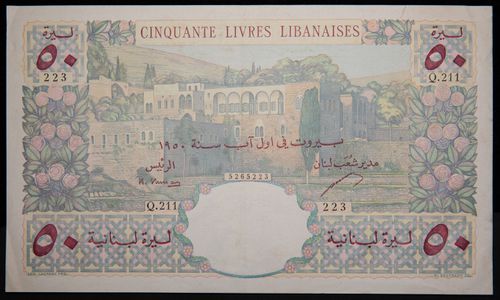 CINQUANTE LIVRES LIBANAISES
ليرة
ليرة
٥٠
٥٠
223
Q.211
بيروت في اول آب سنة ١٩٥٠
الرئيس
مدير شعب لبنان
5265223
Q.211
223
٥٠ ليرة لبنانية
ليرة لبنانية ٥٠